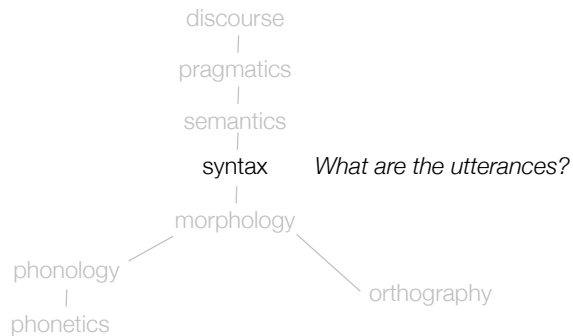 discourse
pragmatics
semantics
syntax What are the utterances?
morphology
phonology
orthography
phonetics